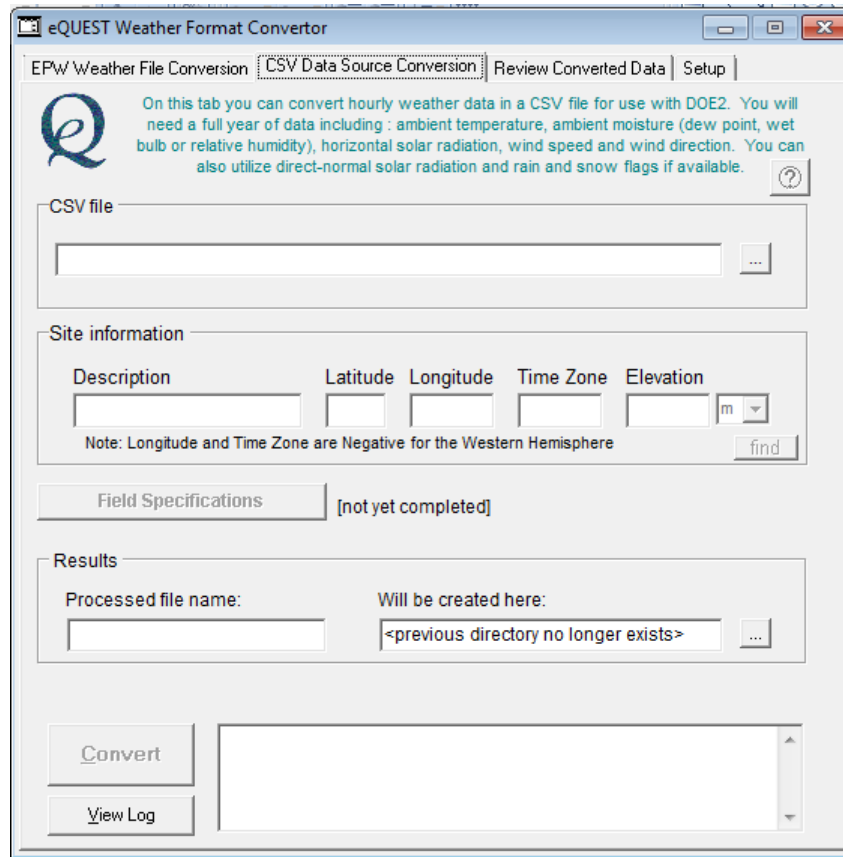 eQUEST Weather Format Convertor
EPW Weather File Conversion CSV Data Source Conversion Review Converted Data Setup
On this tab you can convert hourly weather data in a CSV file for use with DOE2. You will
need a full year of data including : ambient temperature, ambient moisture (dew point, wet
bulb or relative humidity), horizontal solar radiation, wind speed and wind direction. You can
also utilize direct-normal solar radiation and rain and snow flags if available.
?
CSV file
...
Site information
Description Latitude Longitude Time Zone Elevation
m
Note: Longitude and Time Zone are Negative for the Western Hemisphere
find
Field Specifications [not yet completed]
Results
Processed file name: Will be created here:
<previous directory no longer exists> ...
Convert
View Log